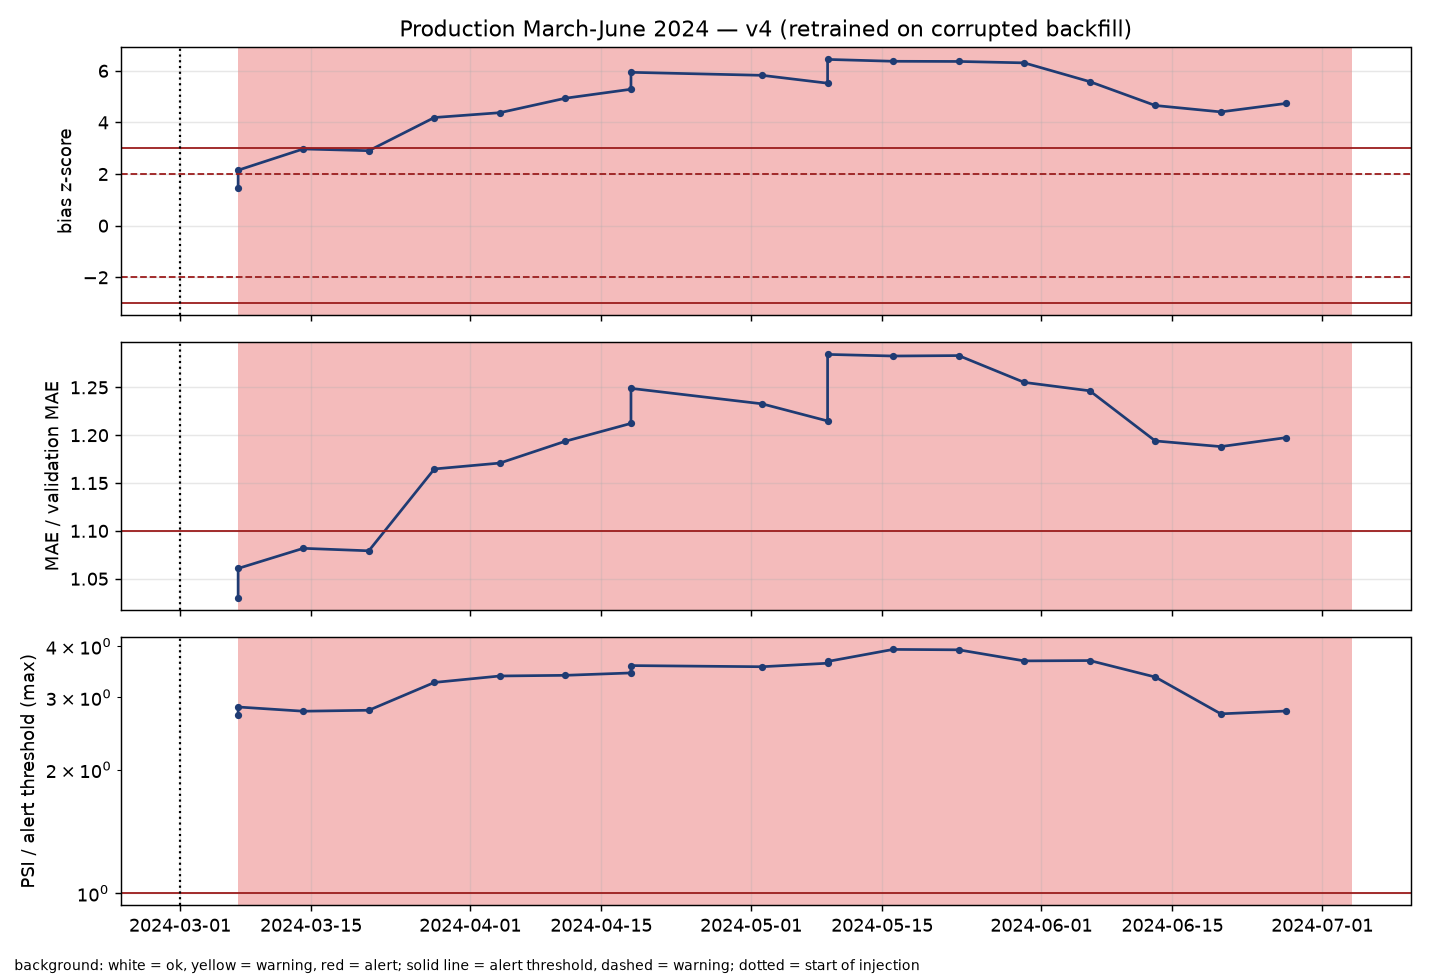 Production March-June 2024 — v4 (retrained on corrupted backfill)
bias z-score
6
4
2
0
−2
MAE / validation MAE
1.25
1.20
1.15
1.10
1.05
PSI / alert threshold (max)
4 × 10⁰
3 × 10⁰
2 × 10⁰
10⁰
2024-03-01 2024-03-15 2024-04-01 2024-04-15 2024-05-01 2024-05-15 2024-06-01 2024-06-15 2024-07-01
background: white = ok, yellow = warning, red = alert; solid line = alert threshold, dashed = warning; dotted = start of injection